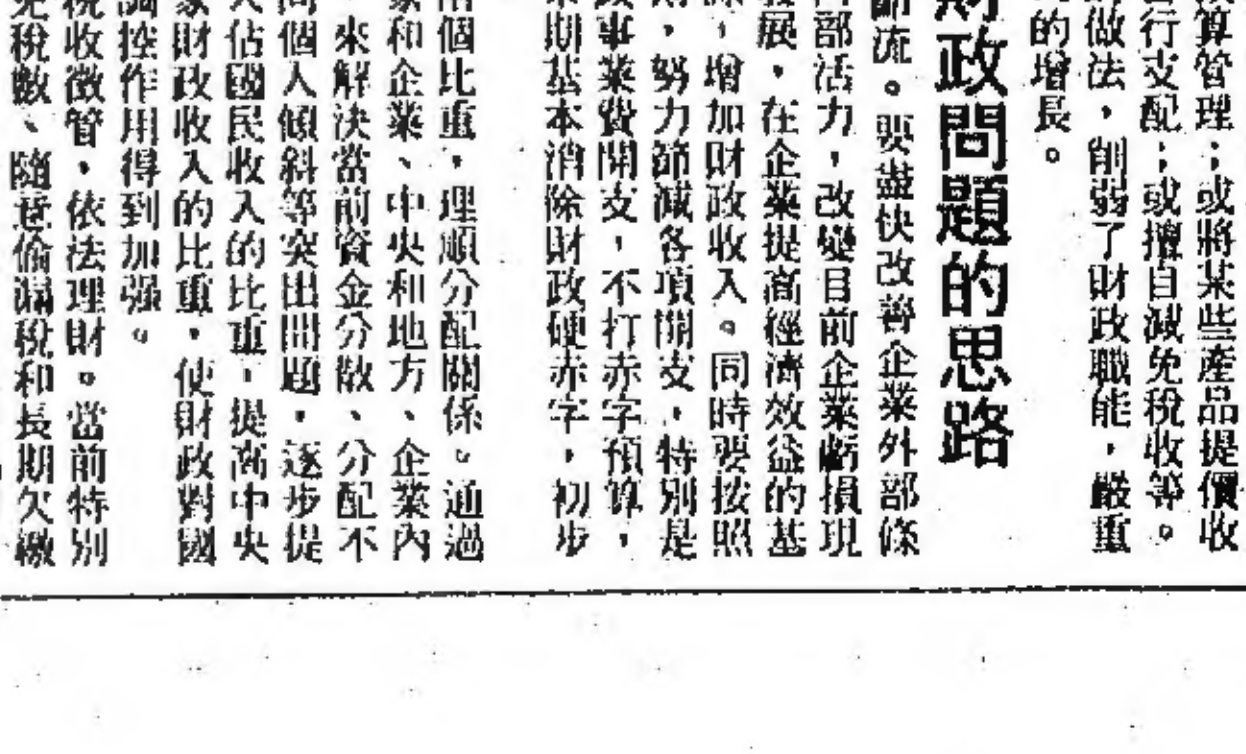 算管理；或將某些產品提價收
行支配；或擅自減免稅收等。
做法，削弱了財政職能，嚴重
的增長。
財政問題的思路
節流。要盡快改善企業外部條
部活力，改變目前企業虧損現
發展，在企業提高經濟效益的基
，增加財政收入。同時要按照
，努力節減各項開支，特別是
事業費開支，不打赤字預算，
期基本消除財政硬赤字，初步
個比重，理順分配關係。通過
和企業、中央和地方、企業內
，來解決當前資金分散、分配不
個人傾斜等突出問題，逐步提
佔國民收入的比重，提高中央
財政收入的比重，使財政對國
調控作用得到加強。
稅收徵管，依法理財。當前特別
稅數、隨意偷漏稅和長期欠繳